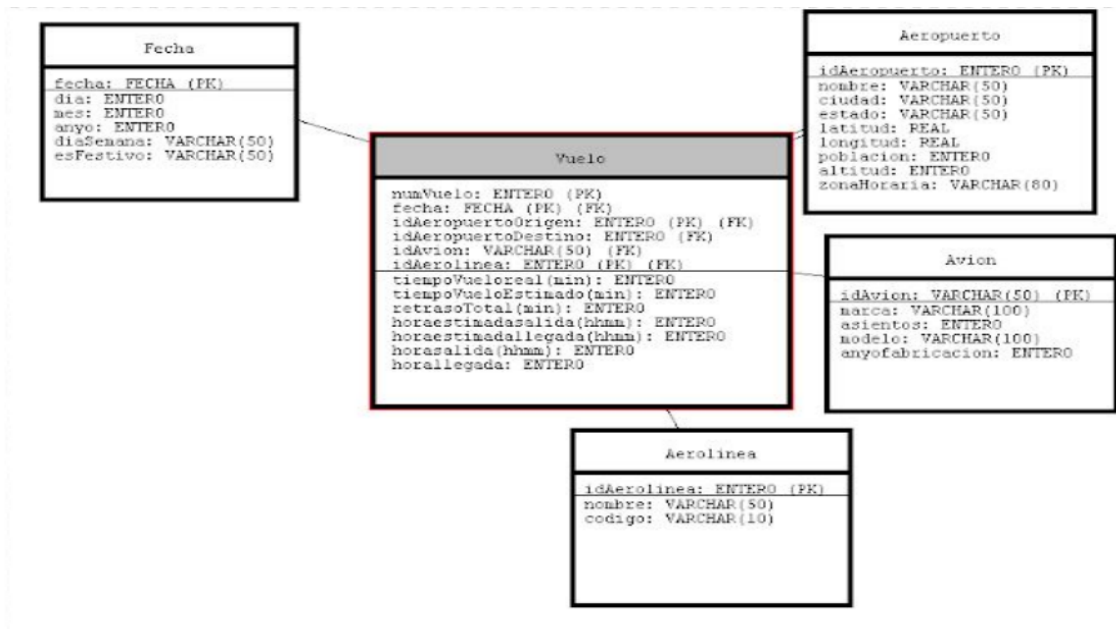 Fecha
fecha: FECHA (PK)
dia: ENTERO
mes: ENTERO
anyo: ENTERO
diaSemana: VARCHAR(50)
esFestivo: VARCHAR(50)
Vuelo
numVuelo: ENTERO (PK)
fecha: FECHA (PK) (FK)
idAeropuertoOrigen: ENTERO (PK) (FK)
idAeropuertoDestino: ENTERO (FK)
idAvion: VARCHAR(50) (FK)
idAerolinea: ENTERO (PK) (FK)
tiempoVueloreal(min): ENTERO
tiempoVueloEstimado(min): ENTERO
retrasoTotal(min): ENTERO
horaestimadasalida(hhmm): ENTERO
horaestimadallegada(hhmm): ENTERO
horasalida(hhmm): ENTERO
horallegada: ENTERO
Aeropuerto
idAeropuerto: ENTERO (PK)
nombre: VARCHAR(50)
ciudad: VARCHAR(50)
estado: VARCHAR(50)
latitud: REAL
longitud: REAL
poblacion: ENTERO
altitud: ENTERO
zonaHoraria: VARCHAR(80)
Avion
idAvion: VARCHAR(50) (PK)
marca: VARCHAR(100)
asientos: ENTERO
modelo: VARCHAR(100)
anyofabricacion: ENTERO
Aerolinea
idAerolinea: ENTERO (PK)
nombre: VARCHAR(50)
codigo: VARCHAR(10)